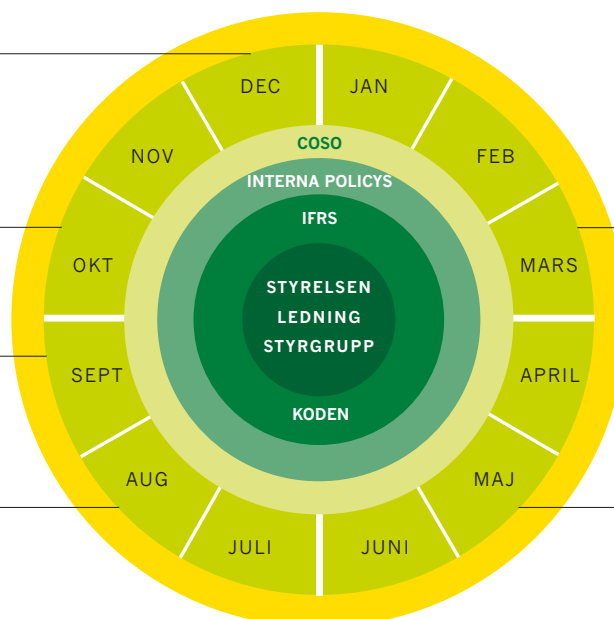 DEC
JAN
NOV
COSO
FEB
INTERNA POLICYS
IFRS
OKT
MARS
STYRELSEN
LEDNING
STYRGRUPP
SEPT
APRIL
KODEN
AUG
MAJ
JULI
JUNI